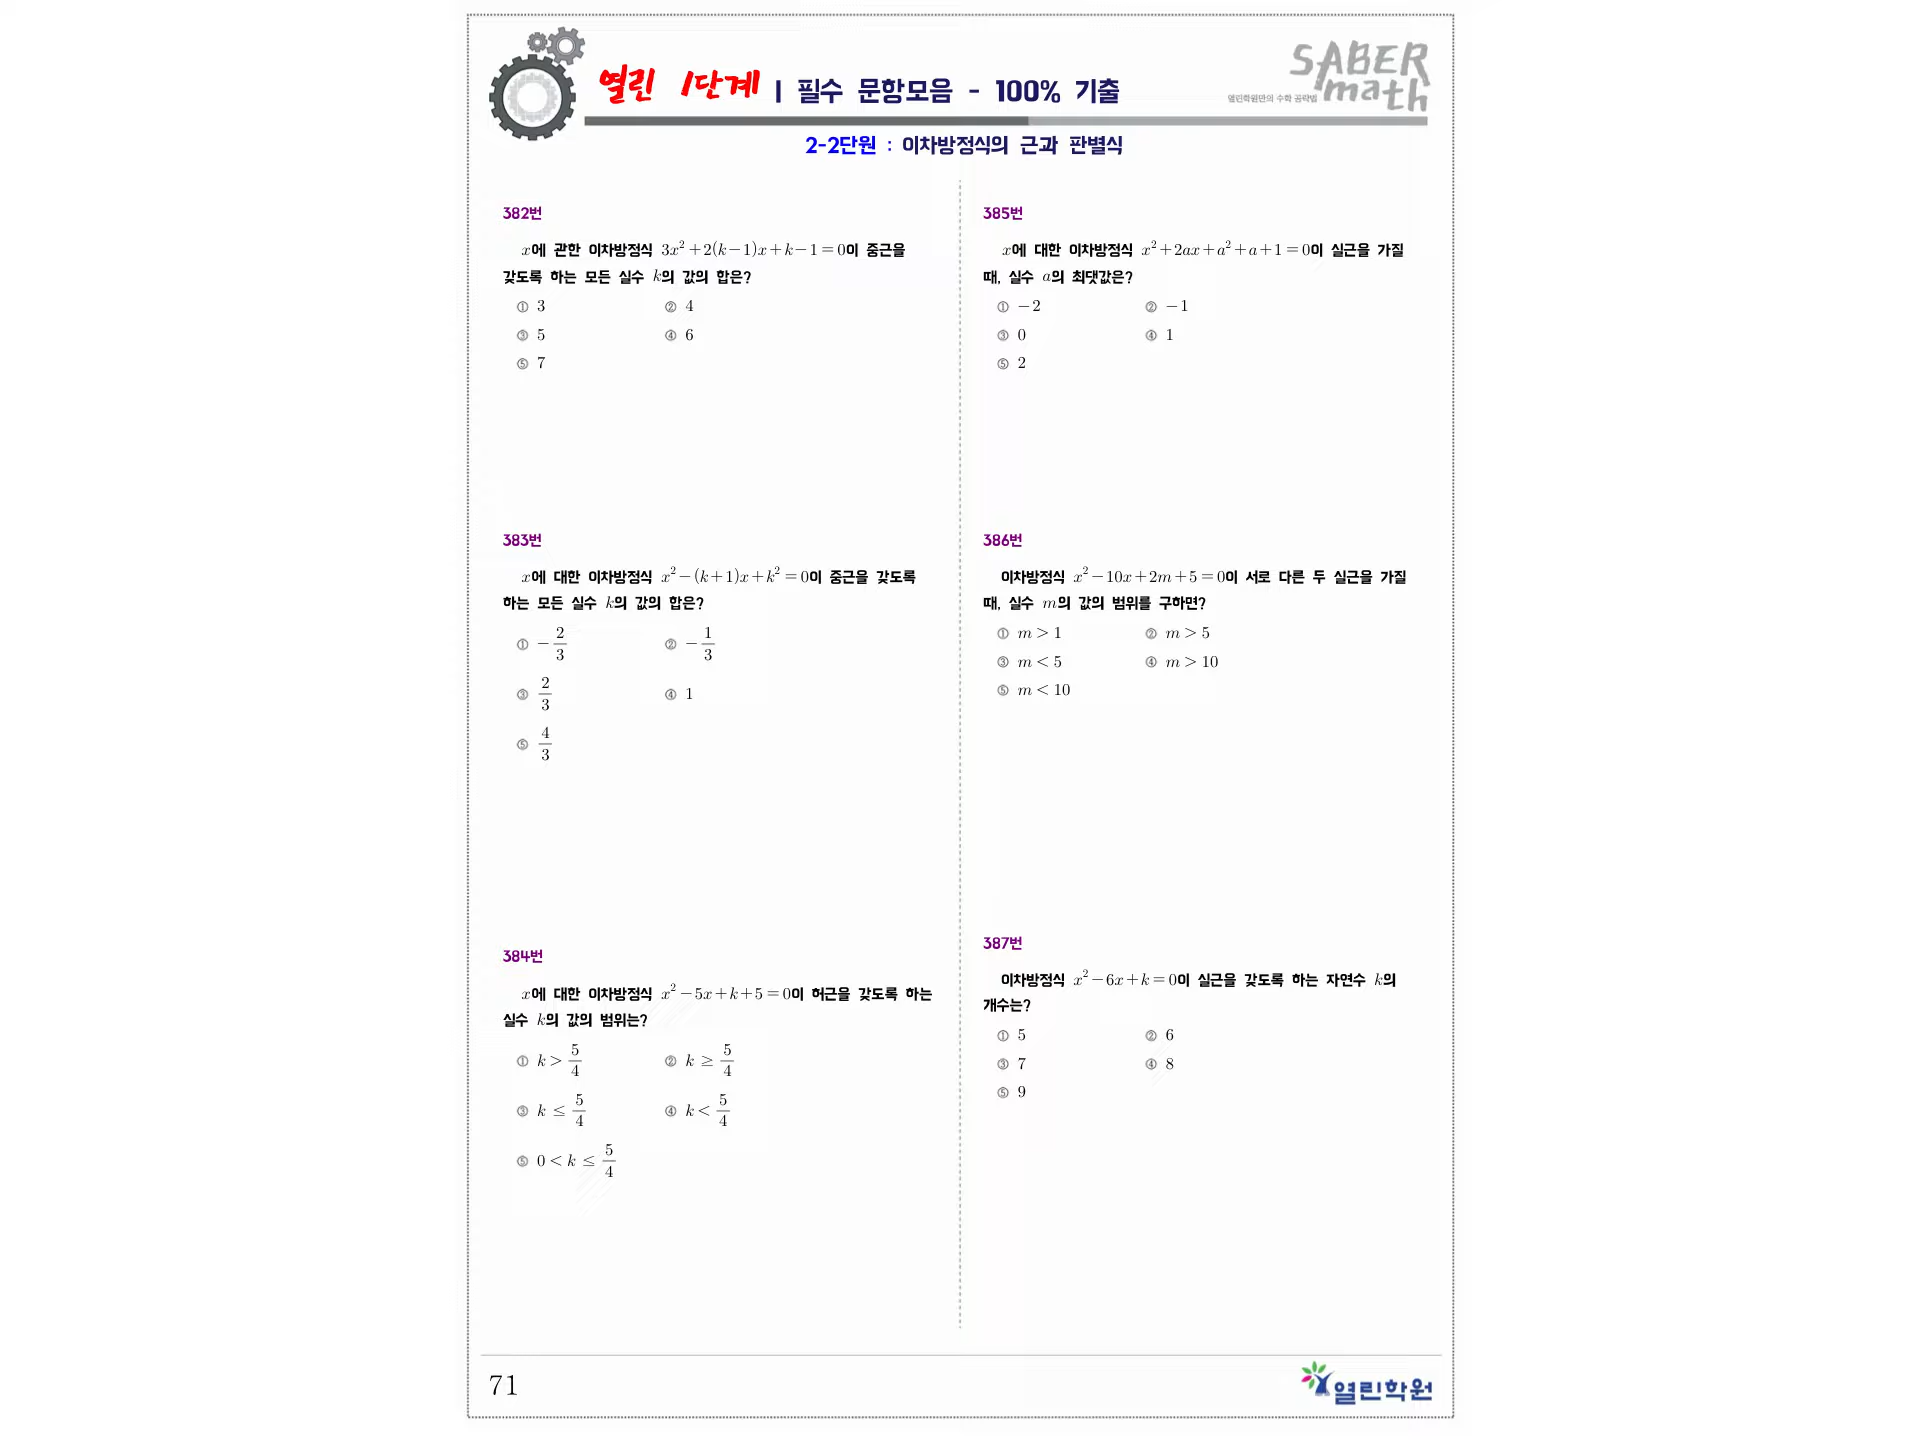 열린 1단계 | 필수 문항모음 - 100% 기출
SABER math
열린학원만의 수학 공략법
2-2단원 : 이차방정식의 근과 판별식
382번
x에 관한 이차방정식 3x²+2(k-1)x+k-1=0이 중근을
갖도록 하는 모든 실수 k의 값의 합은?
① 3 ② 4
③ 5 ④ 6
⑤ 7
383번
x에 대한 이차방정식 x²-(k+1)x+k²=0이 중근을 갖도록
하는 모든 실수 k의 값의 합은?
① -2/3 ② -1/3
③ 2/3 ④ 1
⑤ 4/3
384번
x에 대한 이차방정식 x²-5x+k+5=0이 허근을 갖도록 하는
실수 k의 값의 범위는?
① k > 5/4 ② k ≥ 5/4
③ k ≤ 5/4 ④ k < 5/4
⑤ 0 < k ≤ 5/4
385번
x에 대한 이차방정식 x²+2ax+a²+a+1=0이 실근을 가질
때, 실수 a의 최댓값은?
① -2 ② -1
③ 0 ④ 1
⑤ 2
386번
이차방정식 x²-10x+2m+5=0이 서로 다른 두 실근을 가질
때, 실수 m의 값의 범위를 구하면?
① m > 1 ② m > 5
③ m < 5 ④ m > 10
⑤ m < 10
387번
이차방정식 x²-6x+k=0이 실근을 갖도록 하는 자연수 k의
개수는?
① 5 ② 6
③ 7 ④ 8
⑤ 9
71
열린학원